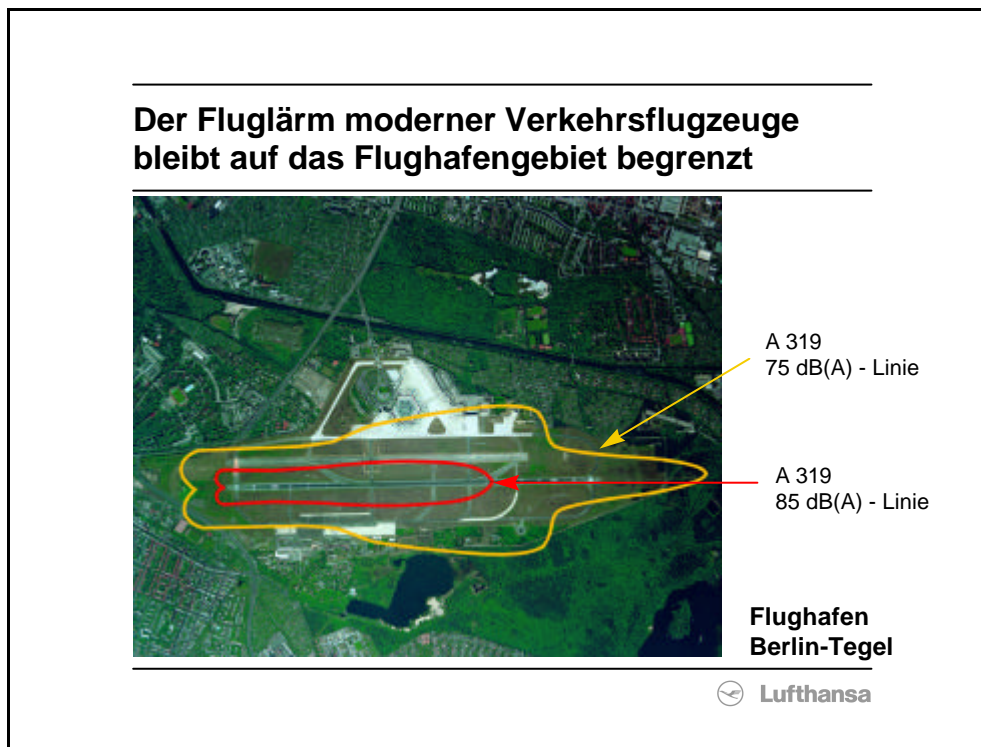 Der Fluglärm moderner Verkehrsflugzeuge
bleibt auf das Flughafengebiet begrenzt
A 319
75 dB(A) - Linie
A 319
85 dB(A) - Linie
Flughafen
Berlin-Tegel
Lufthansa